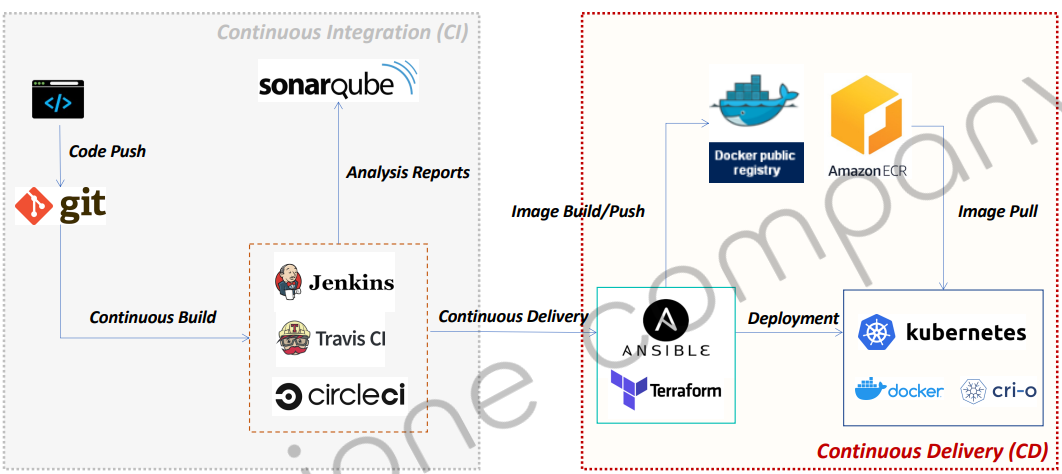 Continuous Integration (CI)
sonarqube
</>
Code Push
git
Analysis Reports
Jenkins
Continuous Build
Travis CI
circleci
Continuous Delivery
Docker public
registry
Amazon ECR
Image Build/Push
Image Pull
ANSIBLE
Terraform
Deployment
kubernetes
docker
cri-o
Continuous Delivery (CD)
ione company